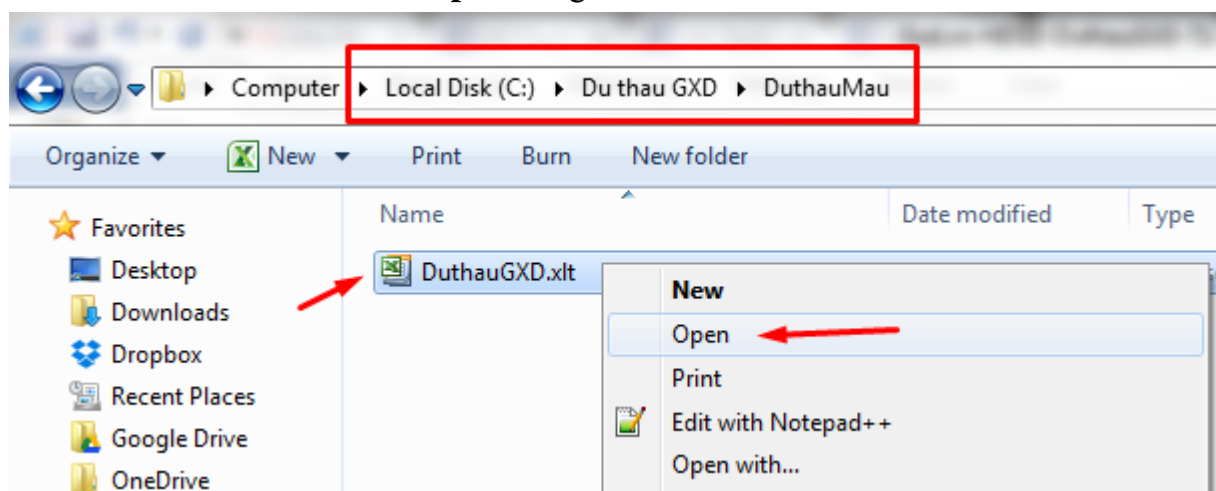 Computer ▸ Local Disk (C:) ▸ Du thau GXD ▸ DuthauMau
Organize New Print Burn New folder
Name Date modified Type
Favorites
Desktop
Downloads
Dropbox
Recent Places
Google Drive
OneDrive
DuthauGXD.xlt
New
Open
Print
Edit with Notepad++
Open with...